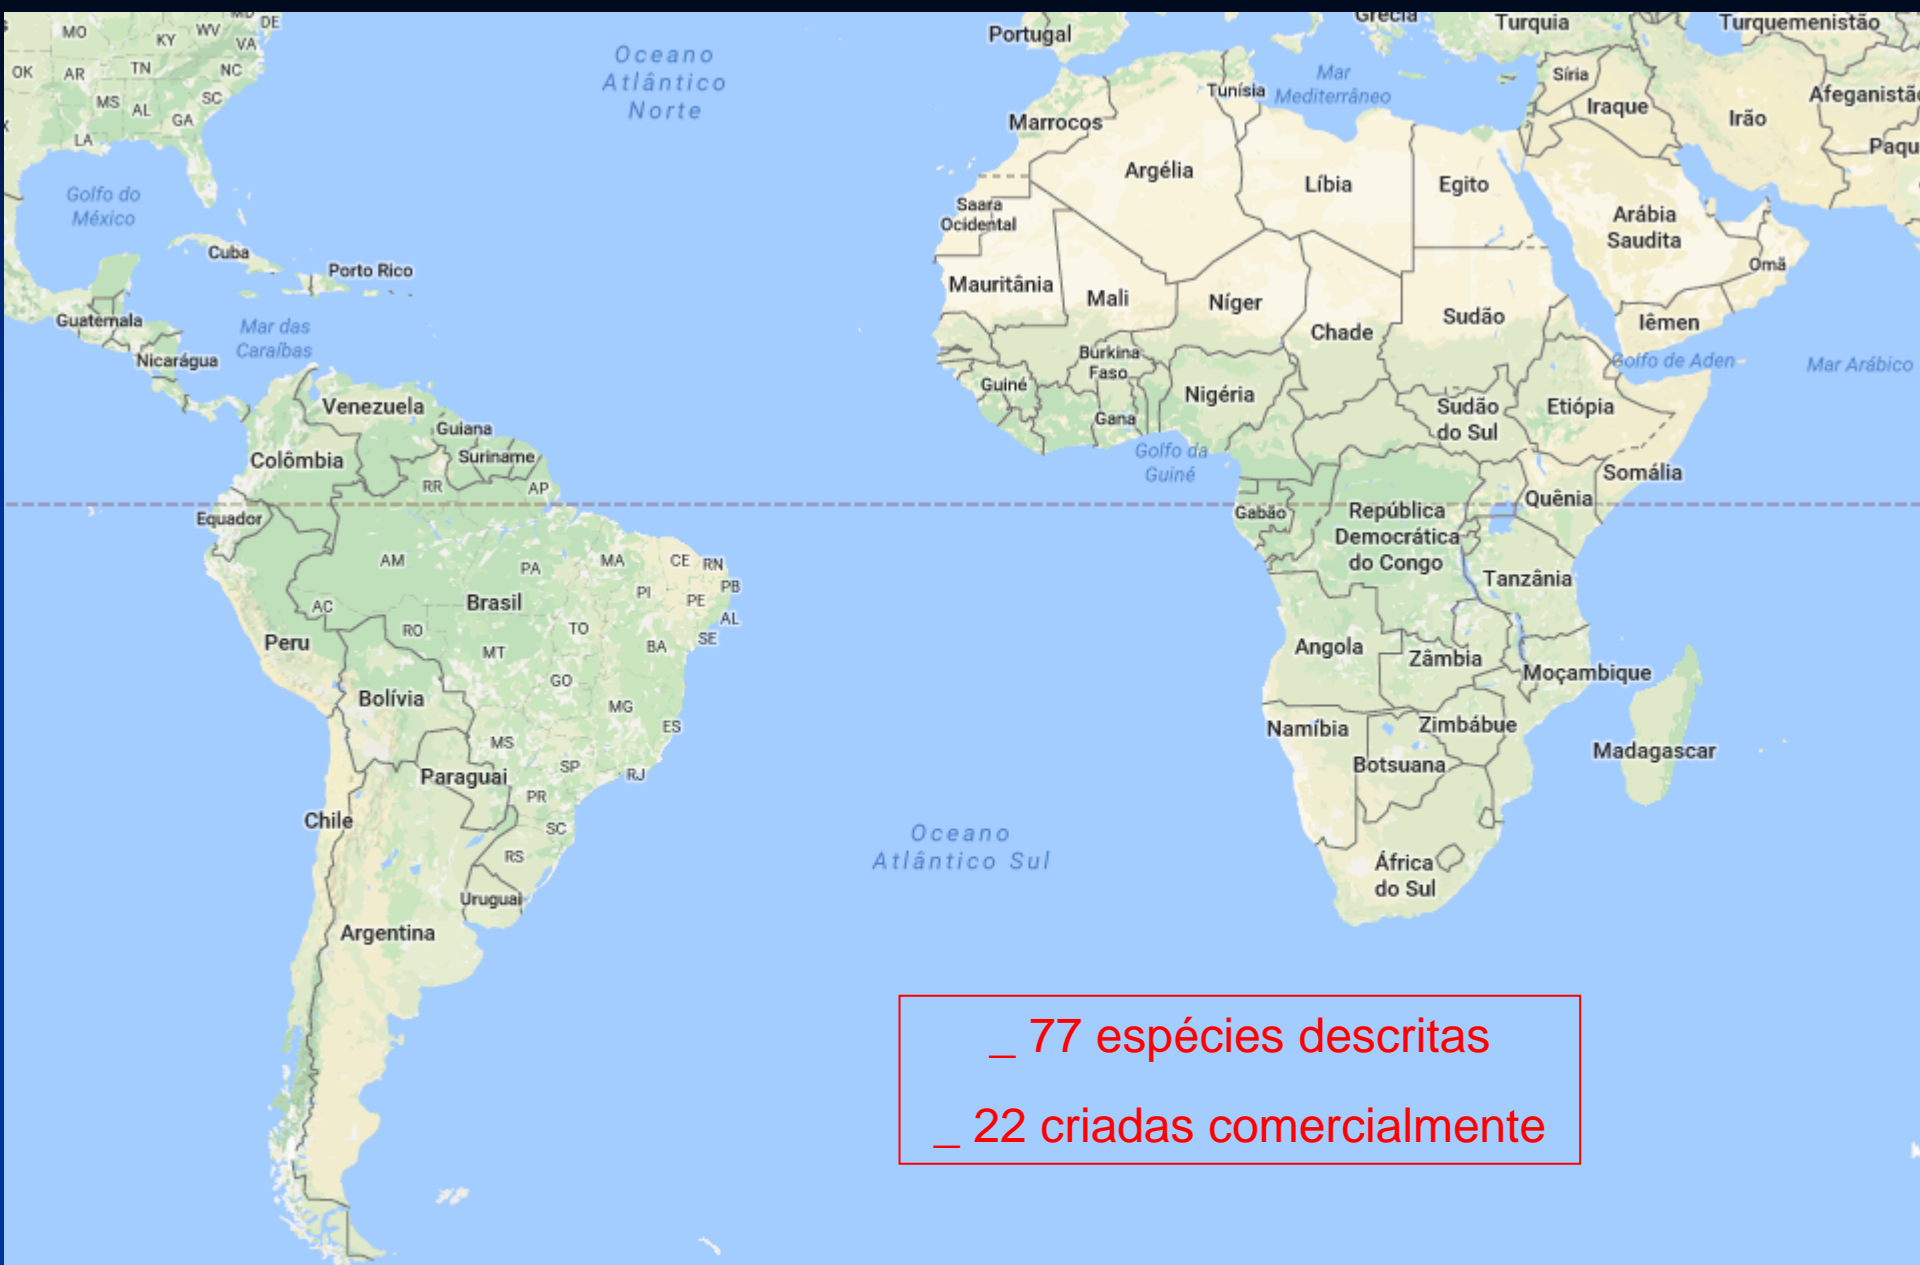 MD
DE
MO
KY
WV
VA
OK
AR
TN
NC
MS
AL
SC
GA
LA
Oceano
Atlântico
Norte
Portugal
Grécia
Turquia
Turquemenistão
Tunísia
Mar
Mediterrâneo
Síria
Iraque
Irão
Afeganistão
Paqu
Marrocos
Argélia
Líbia
Egito
Arábia
Saudita
Omã
Golfo do
México
Cuba
Porto Rico
Saara
Ocidental
Mauritânia
Mali
Níger
Chade
Sudão
Iêmen
Guatemala
Mar das
Caraíbas
Nicarágua
Burkina
Faso
Guiné
Gana
Nigéria
Golfo de Aden
Mar Arábico
Sudão
do Sul
Etiópia
Venezuela
Guiana
Suriname
Colômbia
RR
AP
Golfo da
Guiné
Somália
Quênia
Equador
Gabão
República
Democrática
do Congo
Tanzânia
AM
PA
MA
CE
RN
PB
PI
PE
AL
SE
Brasil
AC
RO
TO
BA
MT
Peru
Angola
Zâmbia
Moçambique
Bolívia
GO
MG
ES
MS
SP
RJ
Namíbia
Zimbábue
Botsuana
Madagascar
Paraguai
PR
SC
Chile
RS
Uruguai
Oceano
Atlântico Sul
África
do Sul
Argentina
_ 77 espécies descritas
_ 22 criadas comercialmente